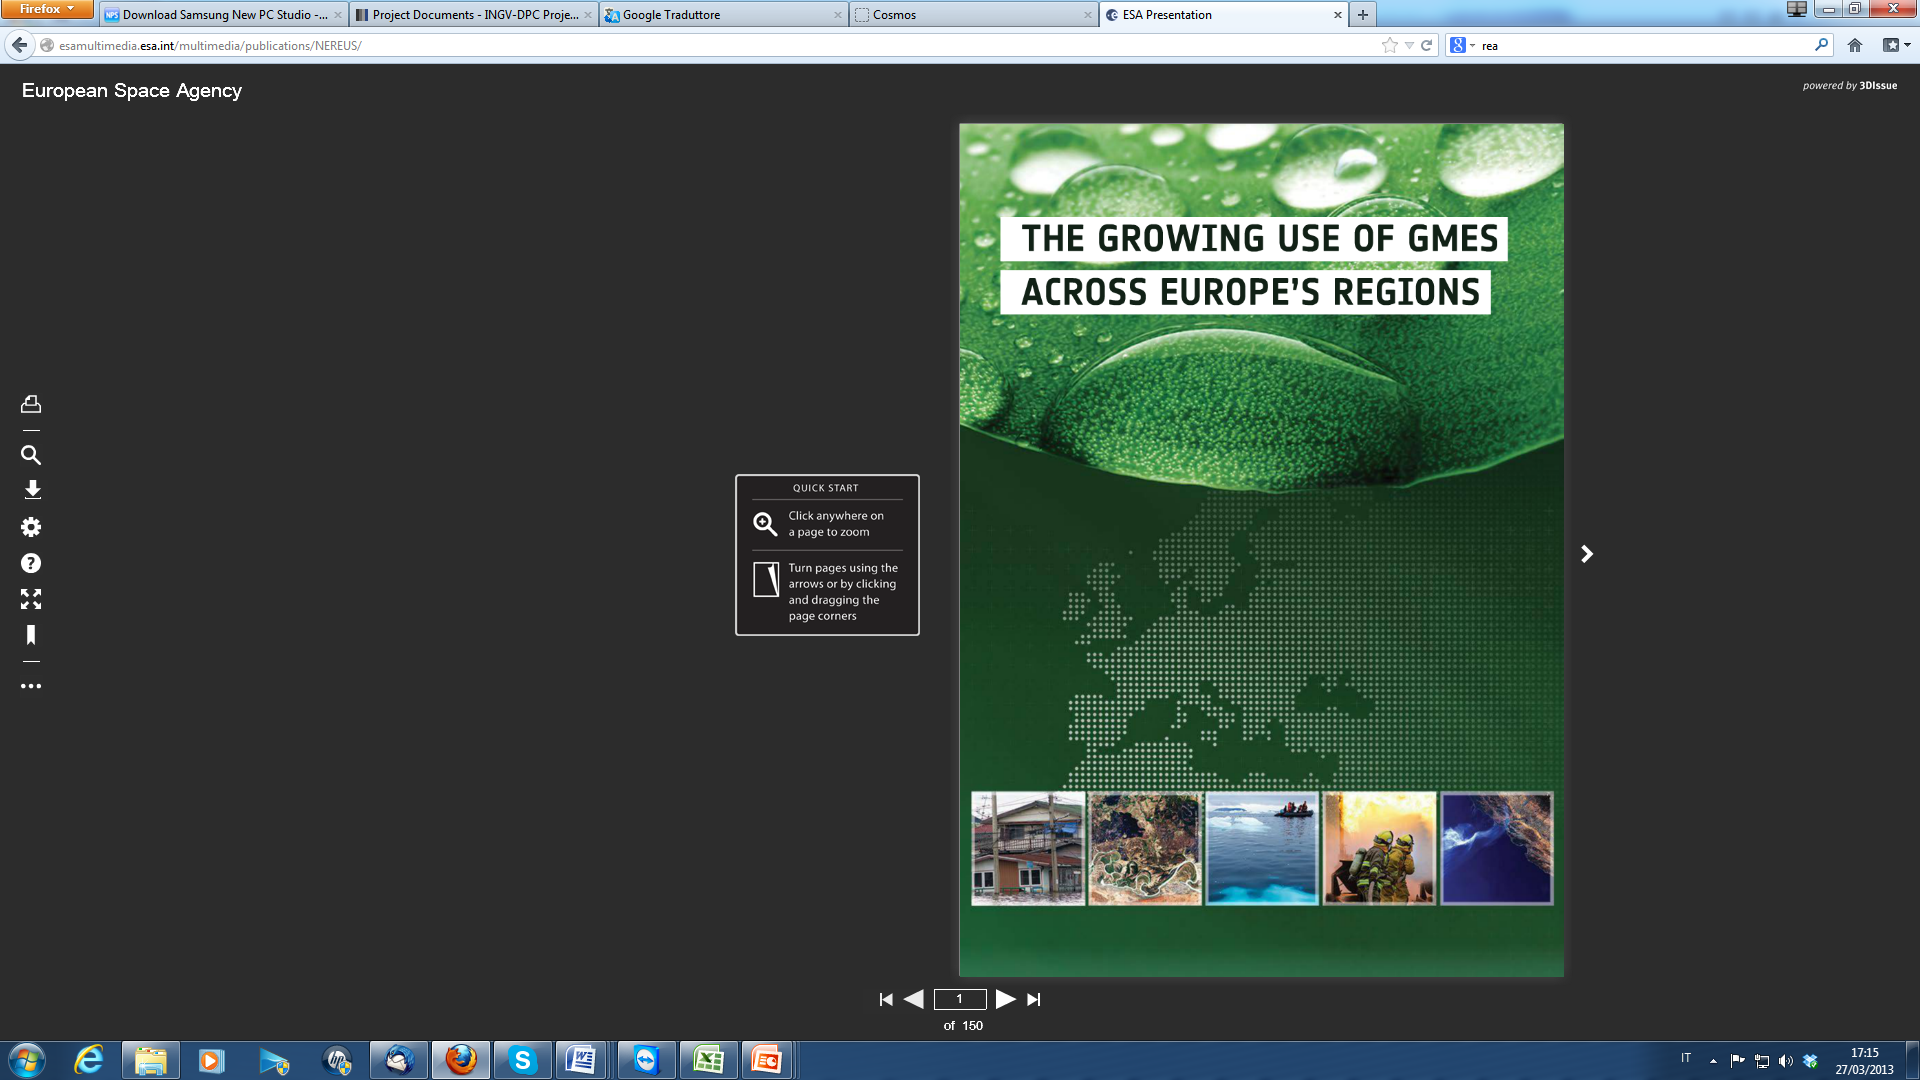 Firefox
Download Samsung New PC Studio -...
Project Documents - INGV-DPC Proje...
Google Traduttore
Cosmos
ESA Presentation
esamultimedia.esa.int/multimedia/publications/NEREUS/
rea
European Space Agency
powered by 3DIssue
THE GROWING USE OF GMES
ACROSS EUROPE'S REGIONS
QUICK START
Click anywhere on
a page to zoom
Turn pages using the
arrows or by clicking
and dragging the
page corners
1
of 150
IT
17:15
27/03/2013